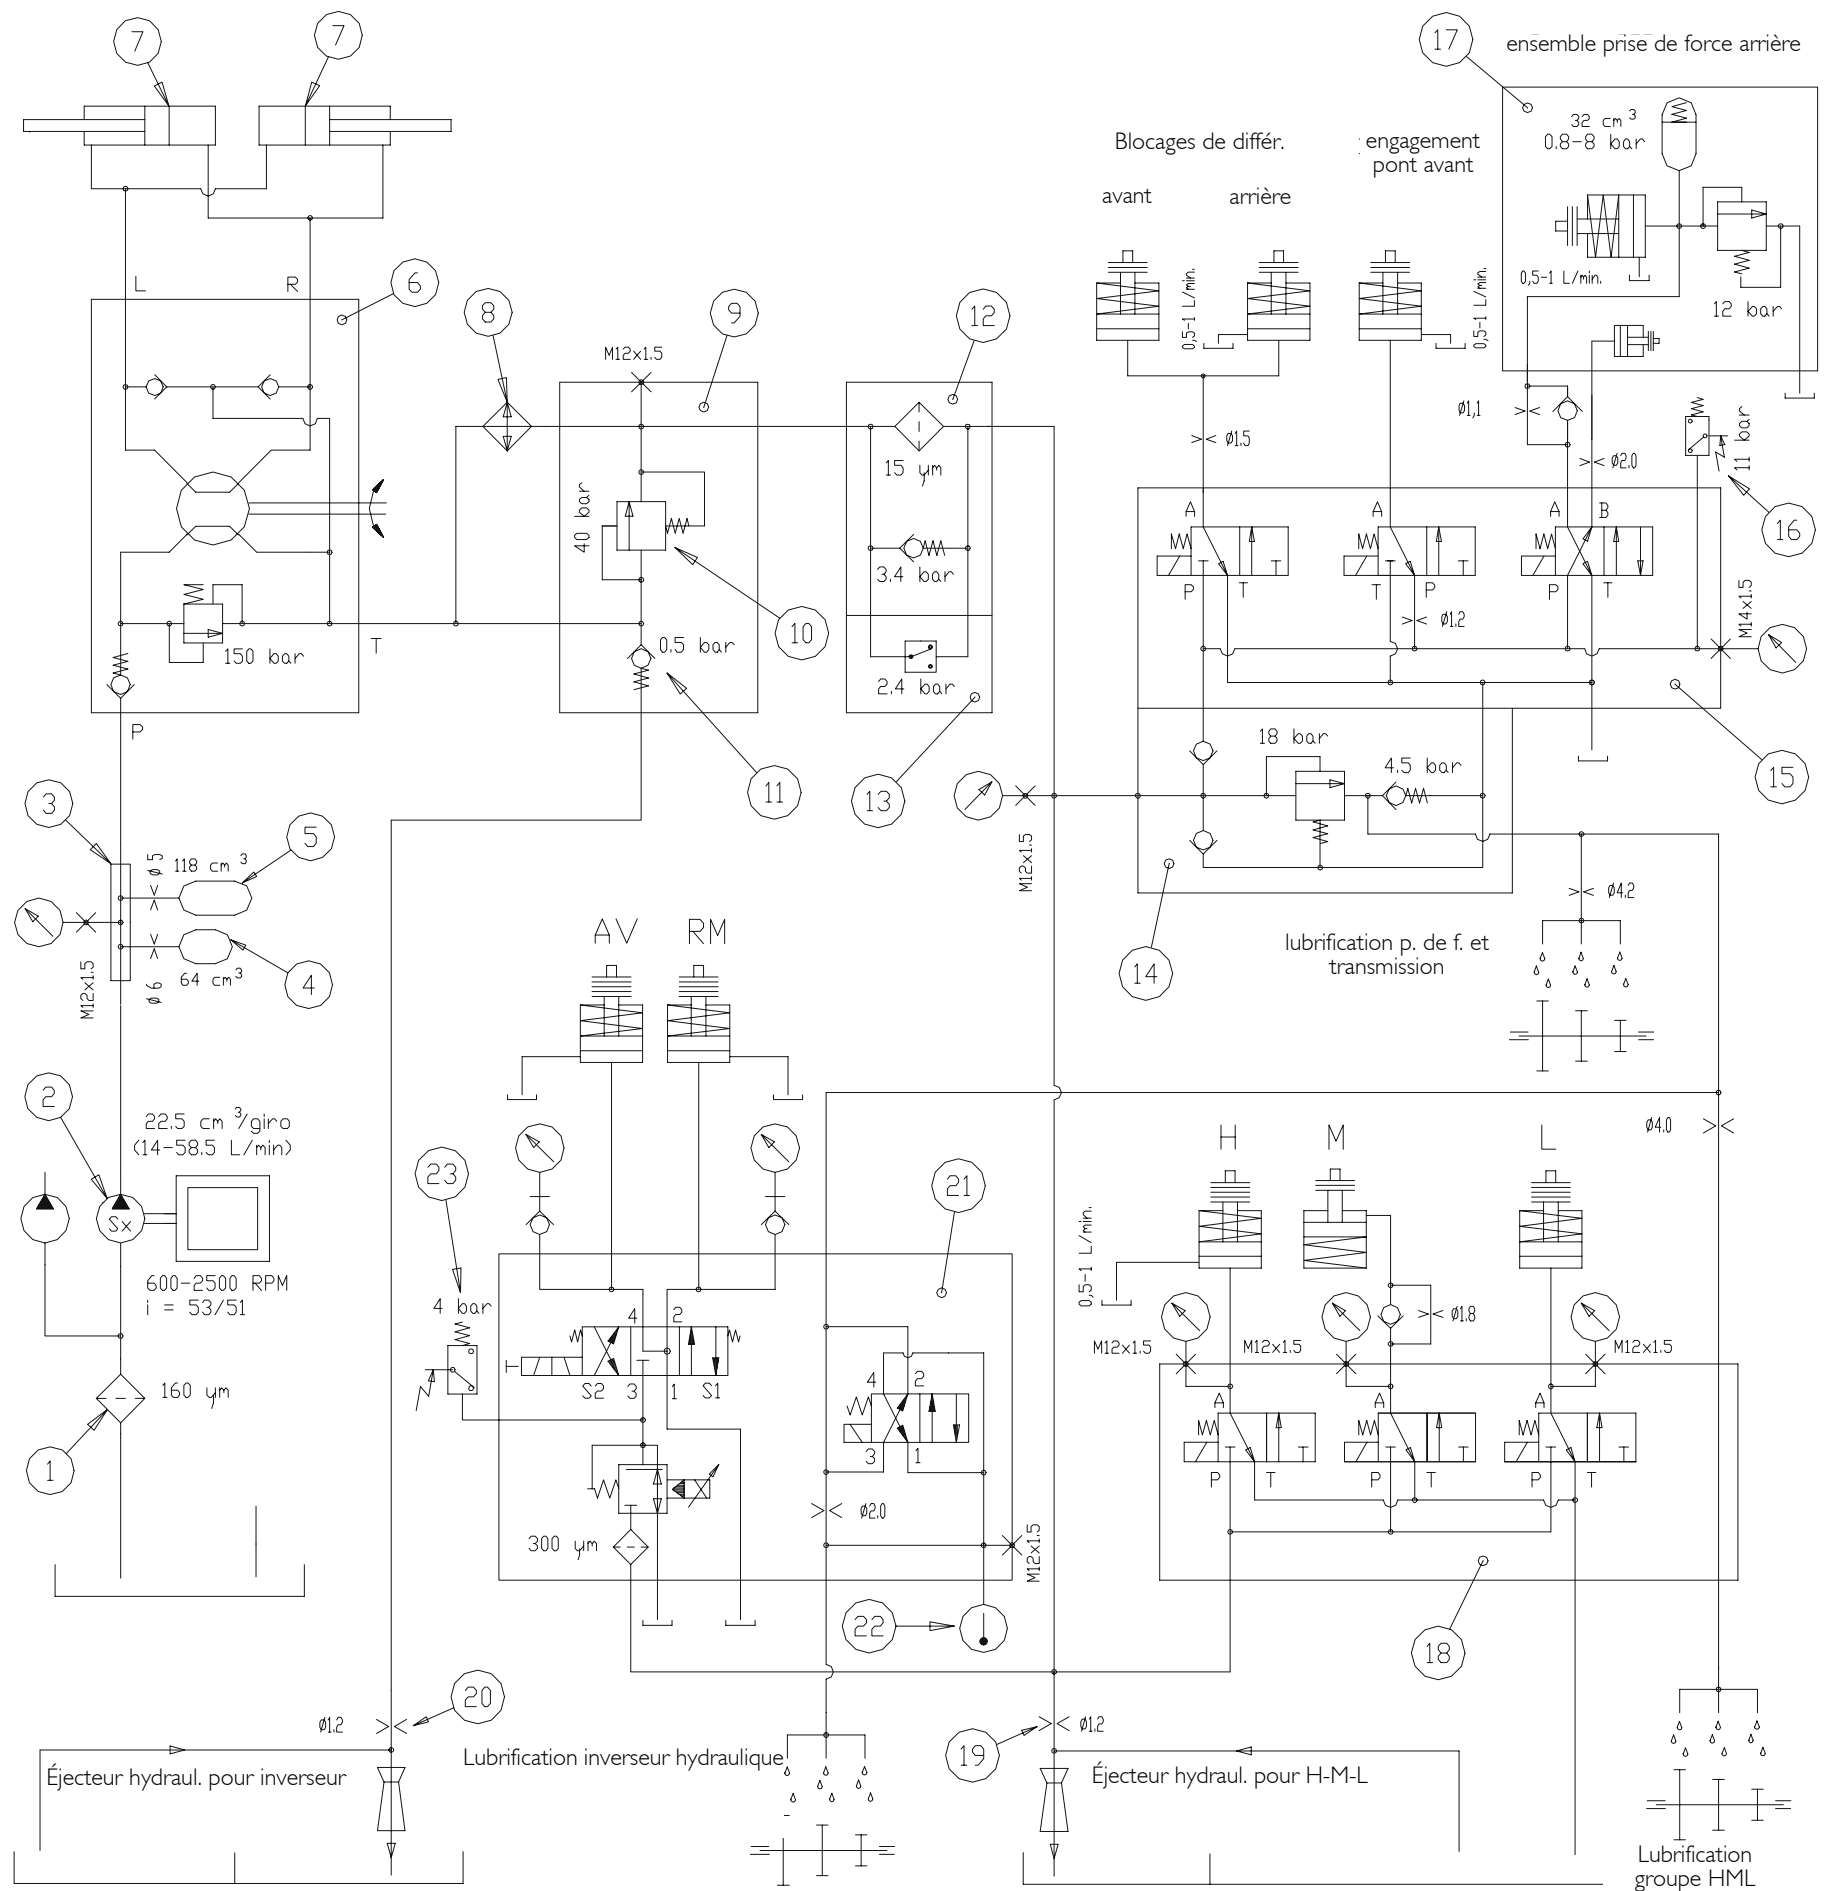 7
7
17
ensemble prise de force arrière
32 cm³
0.8-8 bar
0,5-1 L/min.
12 bar
Blocages de différ.
avant
arrière
engagement
pont avant
0,5-1 L/min.
0,5-1 L/min.
L
R
6
8
9
12
M12x1.5
15 µm
3.4 bar
2.4 bar
40 bar
10
0.5 bar
11
13
150 bar
T
P
ø1.5
ø1,1
ø2.0
11 bar
16
A
A
A
B
P
T
T
P
P
T
ø1.2
M14x1.5
15
18 bar
4.5 bar
M12x1.5
14
ø4.2
lubrification p. de f. et
transmission
3
5
ø 5
118 cm³
64 cm³
4
ø 6
M12x1.5
2
22.5 cm³/giro
(14-58.5 L/min)
Sx
600-2500 RPM
i = 53/51
160 µm
1
AV
RM
23
4 bar
21
4
2
S2
3
1
S1
4
2
3
1
300 µm
ø2.0
M12x1.5
22
ø4.0
H
M
L
0,5-1 L/min.
ø1.8
M12x1.5
M12x1.5
M12x1.5
A
A
A
P
T
P
T
P
T
18
20
ø1.2
19
ø1.2
Éjecteur hydraul. pour inverseur
Lubrification inverseur hydraulique
Éjecteur hydraul. pour H-M-L
Lubrification
groupe HML